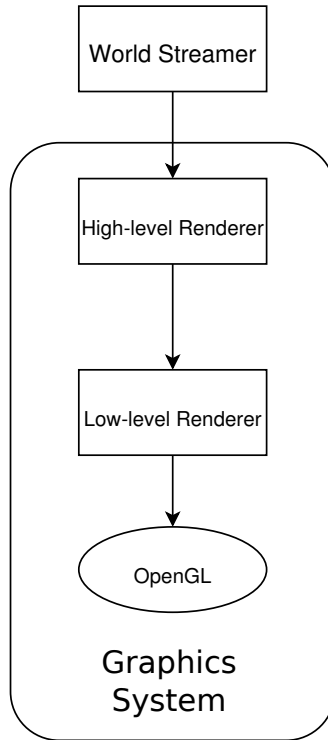 World Streamer
High-level Renderer
Low-level Renderer
OpenGL
Graphics
System